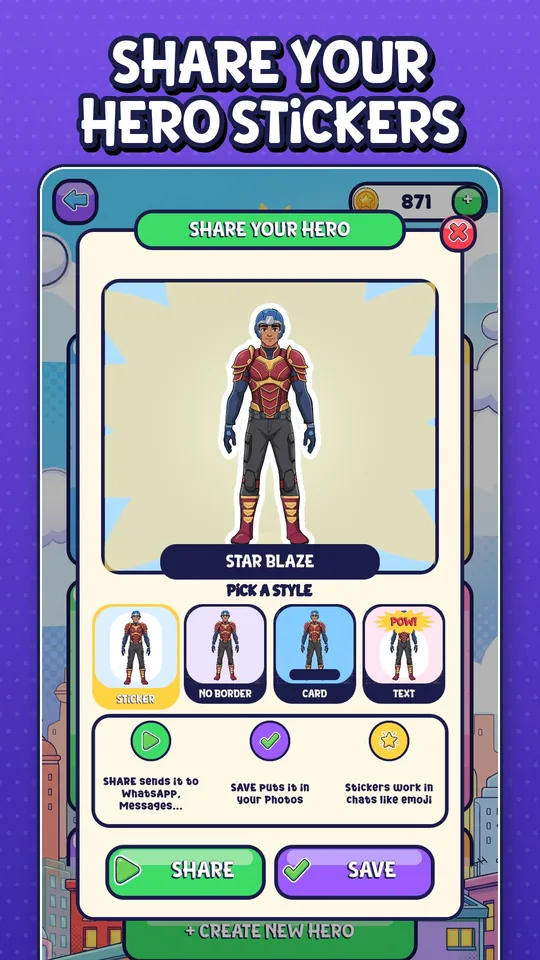 SHARE YOUR
HERO STiCKERS
871
+
SHARE YOUR HERO
STAR BLAZE
PiCK A STYLE
POW!
STiCKER
NO BORDER
CARD
TEXT
SHARE sends it to
WhatsApp,
Messages...
SAVE puts it in
your Photos
Stickers work in
chats like emoji
SHARE
SAVE
+ CREATE NEW HERO